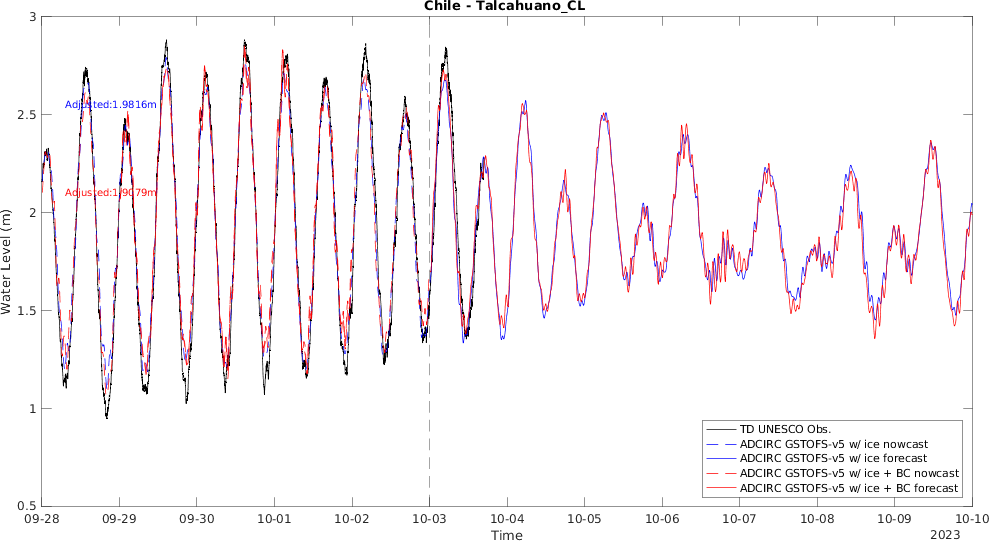 Chile - Talcahuano_CL
3
2.5
2
1.5
1
0.5
Water Level (m)
Adjusted:1.9816m
Adjusted:1.9079m
TD UNESCO Obs.
ADCIRC GSTOFS-v5 w/ ice nowcast
ADCIRC GSTOFS-v5 w/ ice forecast
ADCIRC GSTOFS-v5 w/ ice + BC nowcast
ADCIRC GSTOFS-v5 w/ ice + BC forecast
09-28 09-29 09-30 10-01 10-02 10-03 10-04 10-05 10-06 10-07 10-08 10-09 10-10
Time
2023